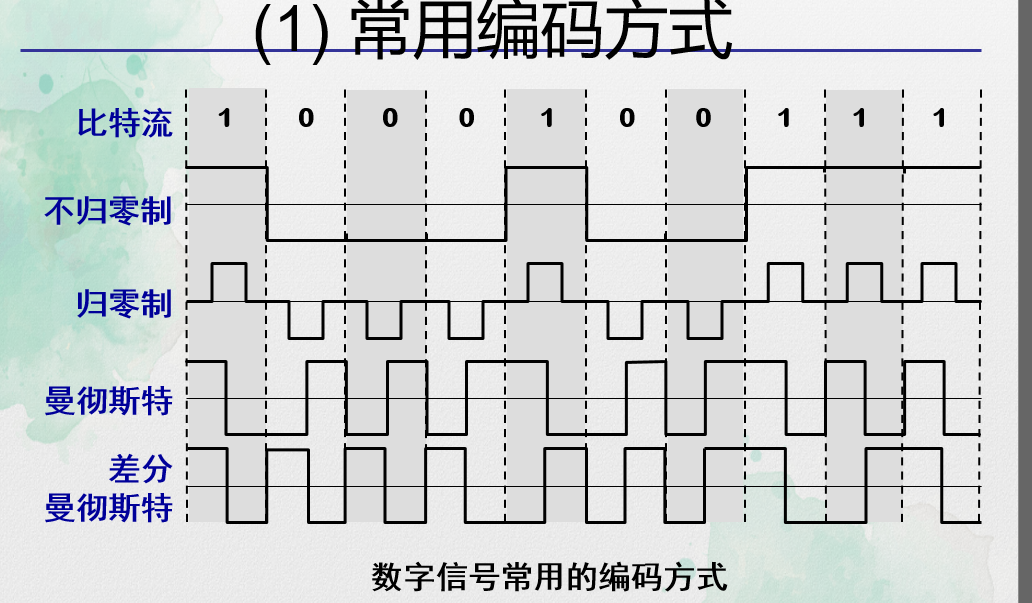 (1) 常用编码方式
比特流 1 0 0 0 1 0 0 1 1 1
不归零制
归零制
曼彻斯特
差分
曼彻斯特
数字信号常用的编码方式